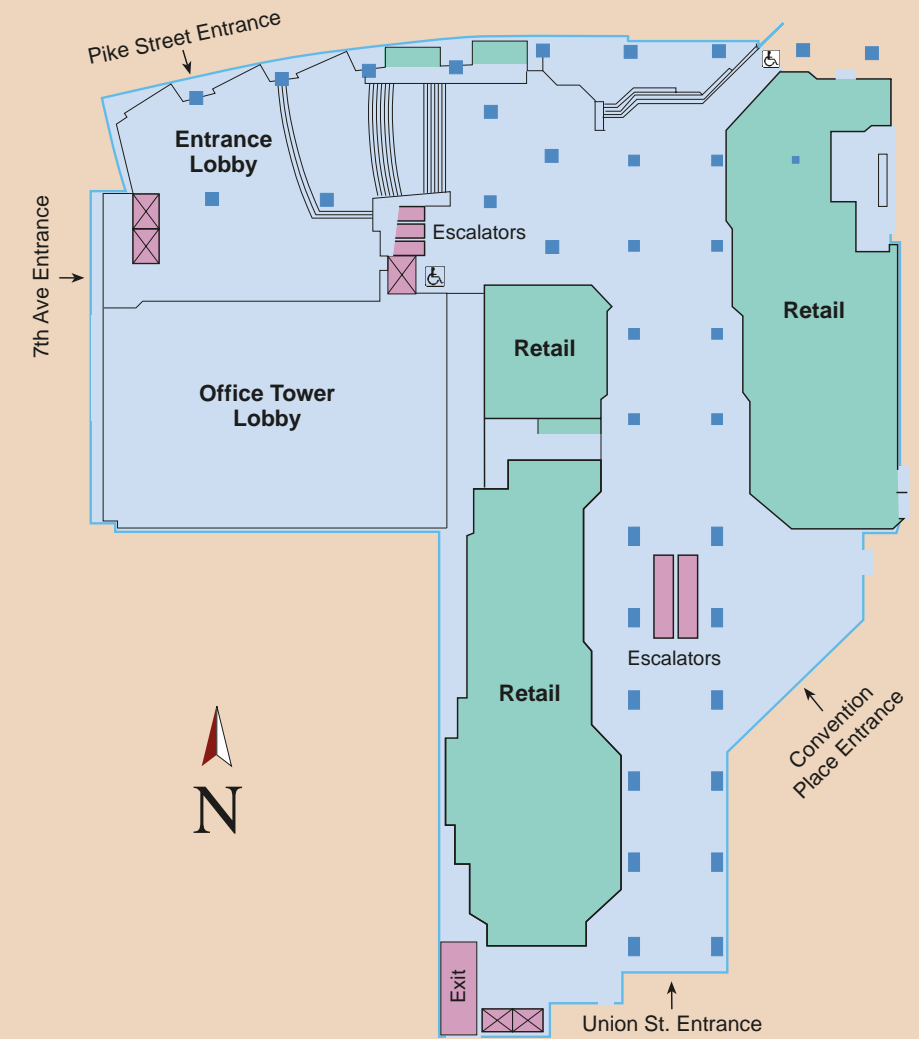 Pike Street Entrance
Entrance
Lobby
7th Ave Entrance
Escalators
Retail
Retail
Office Tower
Lobby
Escalators
Retail
Convention
Place Entrance
N
Exit
Union St. Entrance